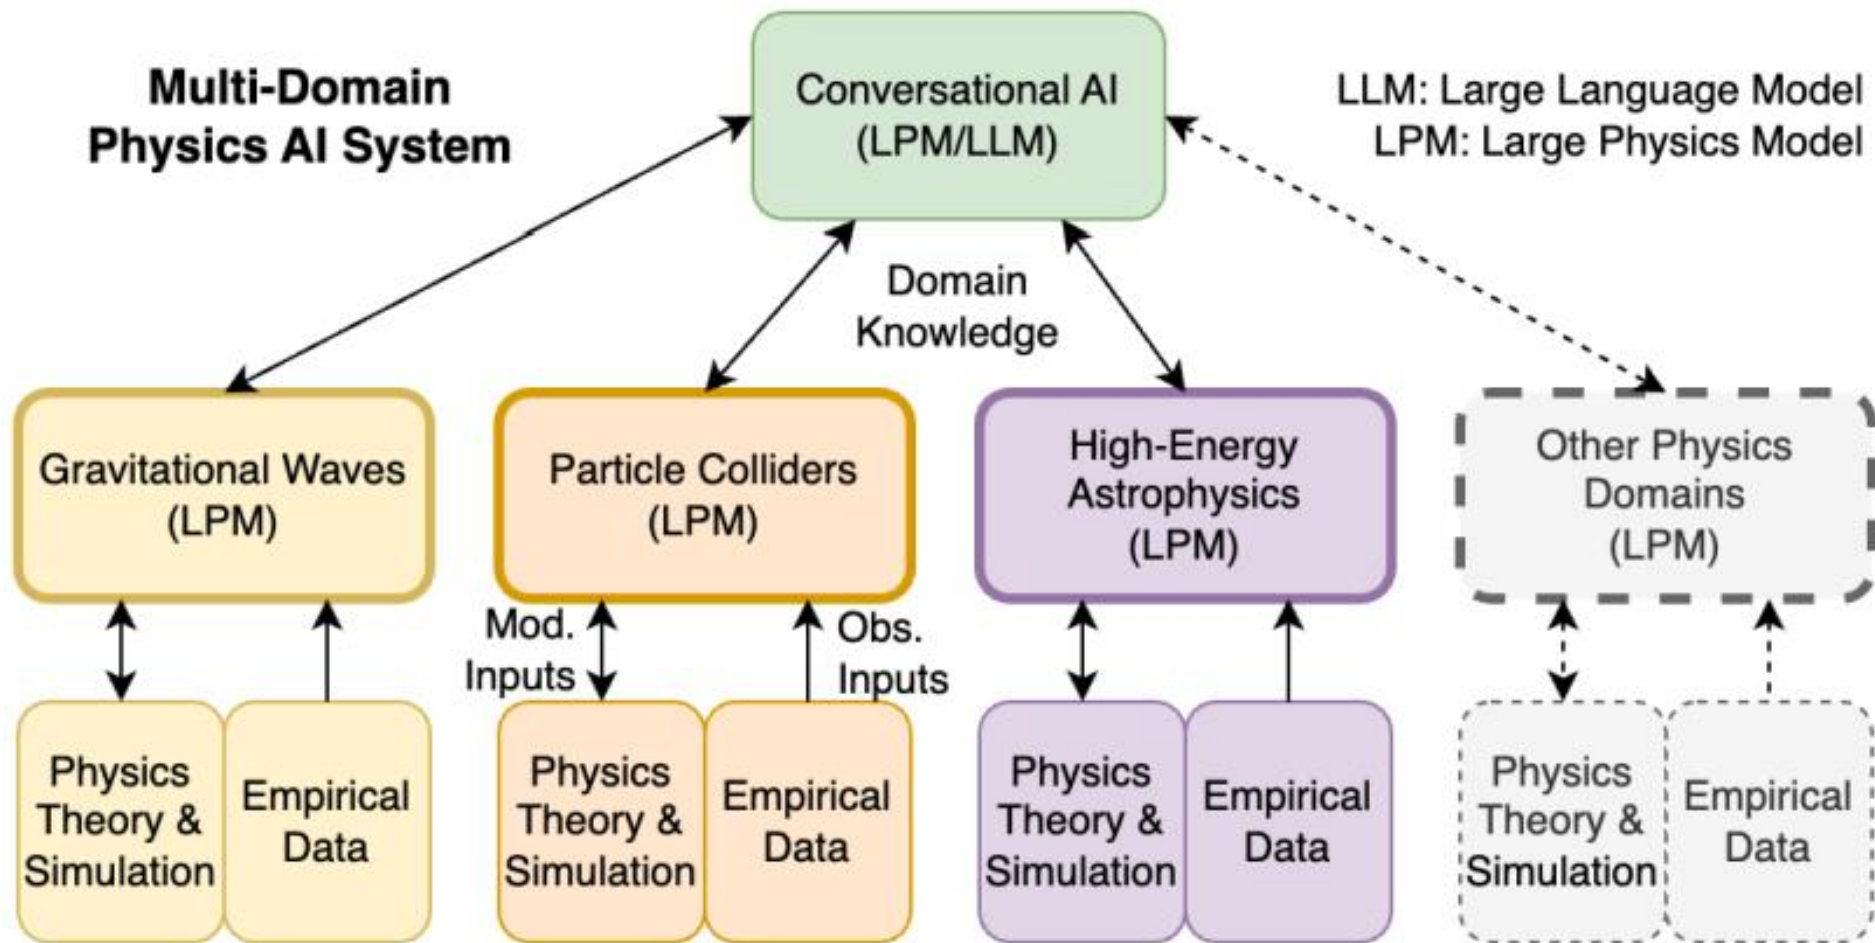 Multi-Domain
Physics AI System
Conversational AI
(LPM/LLM)
LLM: Large Language Model
LPM: Large Physics Model
Domain
Knowledge
Gravitational Waves
(LPM)
Particle Colliders
(LPM)
High-Energy
Astrophysics
(LPM)
Other Physics
Domains
(LPM)
Mod.
Inputs
Obs.
Inputs
Physics
Theory &
Simulation
Empirical
Data
Physics
Theory &
Simulation
Empirical
Data
Physics
Theory &
Simulation
Empirical
Data
Physics
Theory &
Simulation
Empirical
Data